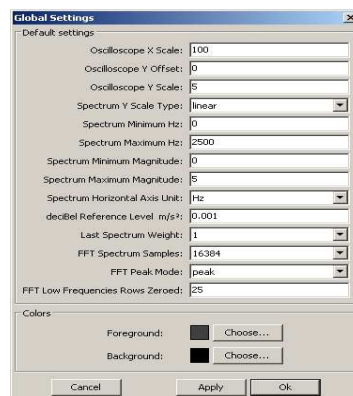 Global Settings
Default settings
Oscilloscope X Scale: 100
Oscilloscope Y Offset: 0
Oscilloscope Y Scale: 5
Spectrum Y Scale Type: linear
Spectrum Minimum Hz: 0
Spectrum Maximum Hz: 2500
Spectrum Minimum Magnitude: 0
Spectrum Maximum Magnitude: 5
Spectrum Horizontal Axis Unit: Hz
deciBel Reference Level m/s²: 0.001
Last Spectrum Weight: 1
FFT Spectrum Samples: 16384
FFT Peak Mode: peak
FFT Low Frequencies Rows Zeroed: 25
Colors
Foreground: Choose...
Background: Choose...
Cancel Apply Ok